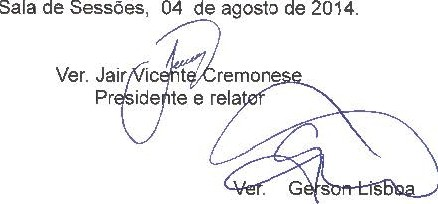 Sala de Sessões, 04 de agosto de 2014.
Ver. Jair Vicente Cremonese
Presidente e relator
Ver. Gerson Lisboa